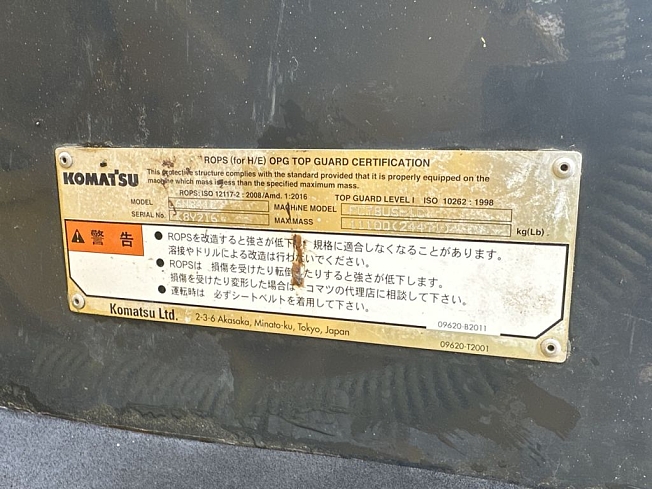 ROPS (for H/E) OPG TOP GUARD CERTIFICATION
KOMATSU
This protective structure complies with the standard provided that it is properly equipped on the
machine which mass is less than the specified maximum mass.
ROPS: ISO 12117-2 : 2008/Amd. 1:2016 TOP GUARD LEVEL I ISO 10262 : 1998
MODEL MACHINE MODEL
SERIAL No. MAX. MASS kg(Lb)
警告
● ROPSを改造すると強さが低下し 規格に適合しなくなることがあります。
溶接やドリルによる改造は行わないでください。
● ROPSは 損傷を受けたり転倒したりすると強さが低下します。
損傷を受けたり変形した場合は コマツの代理店に相談して下さい。
● 運転時は 必ずシートベルトを着用して下さい。
09620-B2011
Komatsu Ltd. 2-3-6 Akasaka, Minato-ku, Tokyo, Japan
09620-T2001